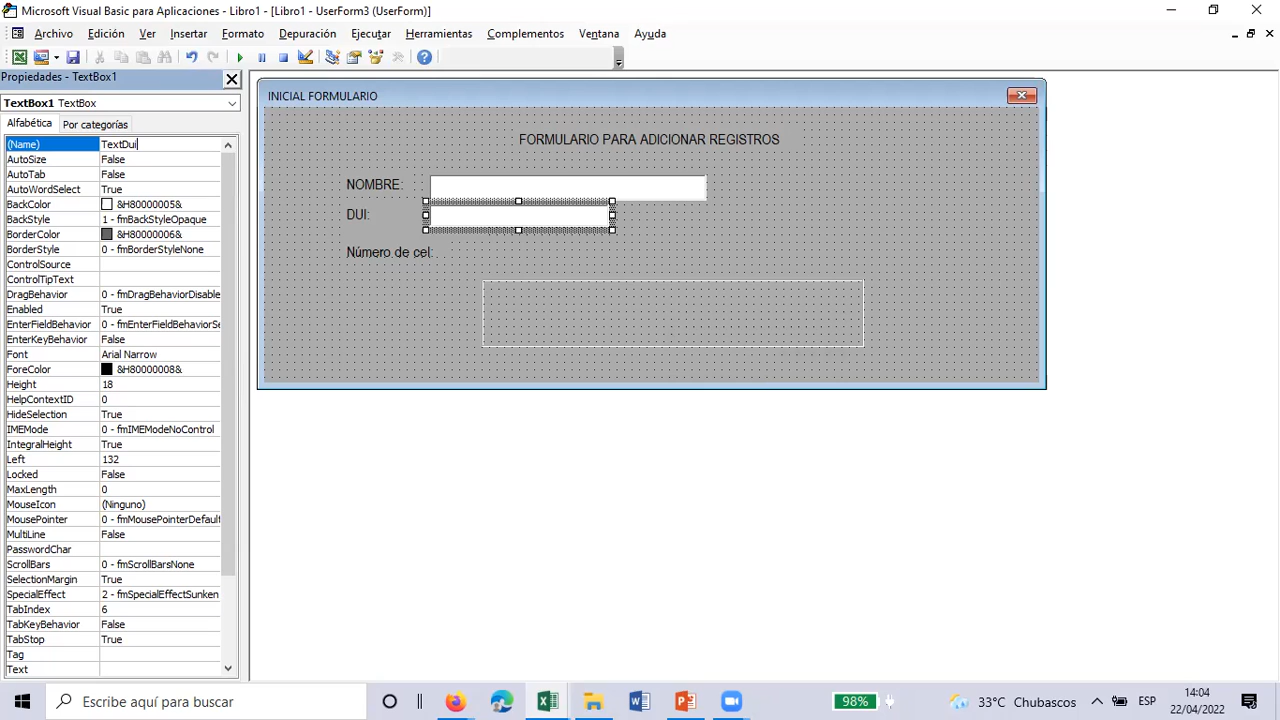 Microsoft Visual Basic para Aplicaciones - Libro1 - [Libro1 - UserForm3 (UserForm)]
Archivo Edición Ver Insertar Formato Depuración Ejecutar Herramientas Complementos Ventana Ayuda
Propiedades - TextBox1
TextBox1 TextBox
Alfabética Por categorías
(Name) TextDui
AutoSize False
AutoTab False
AutoWordSelect True
BackColor &H80000005&
BackStyle 1 - fmBackStyleOpaque
BorderColor &H80000006&
BorderStyle 0 - fmBorderStyleNone
ControlSource
ControlTipText
DragBehavior 0 - fmDragBehaviorDisable
Enabled True
EnterFieldBehavior 0 - fmEnterFieldBehaviorSe
EnterKeyBehavior False
Font Arial Narrow
ForeColor &H80000008&
Height 18
HelpContextID 0
HideSelection True
IMEMode 0 - fmIMEModeNoControl
IntegralHeight True
Left 132
Locked False
MaxLength 0
MouseIcon (Ninguno)
MousePointer 0 - fmMousePointerDefault
MultiLine False
PasswordChar
ScrollBars 0 - fmScrollBarsNone
SelectionMargin True
SpecialEffect 2 - fmSpecialEffectSunken
TabIndex 6
TabKeyBehavior False
TabStop True
Tag
Text
INICIAL FORMULARIO
FORMULARIO PARA ADICIONAR REGISTROS
NOMBRE:
DUI:
Número de cel:
Escribe aquí para buscar
98%
33°C Chubascos
ESP
14:04
22/04/2022